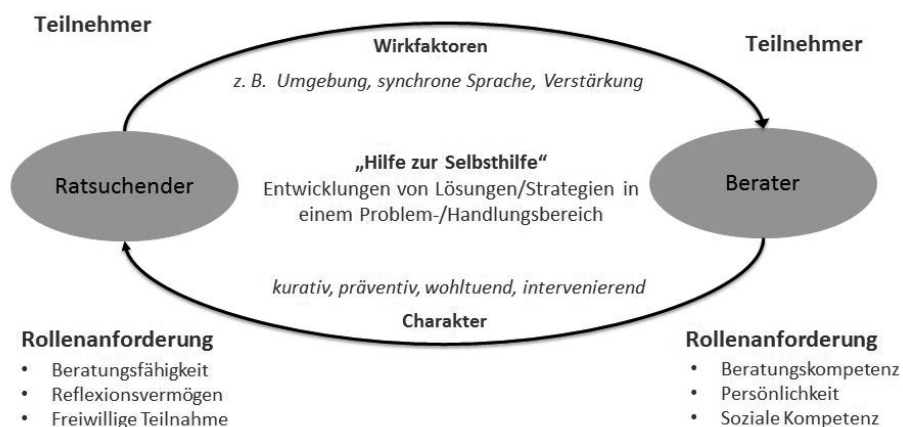 Teilnehmer
Wirkfaktoren
Teilnehmer
z. B. Umgebung, synchrone Sprache, Verstärkung
Ratsuchender
„Hilfe zur Selbsthilfe“
Entwicklungen von Lösungen/Strategien in
einem Problem-/Handlungsbereich
Berater
kurativ, präventiv, wohltuend, intervenierend
Charakter
Rollenanforderung
• Beratungsfähigkeit
• Reflexionsvermögen
• Freiwillige Teilnahme
Rollenanforderung
• Beratungskompetenz
• Persönlichkeit
• Soziale Kompetenz